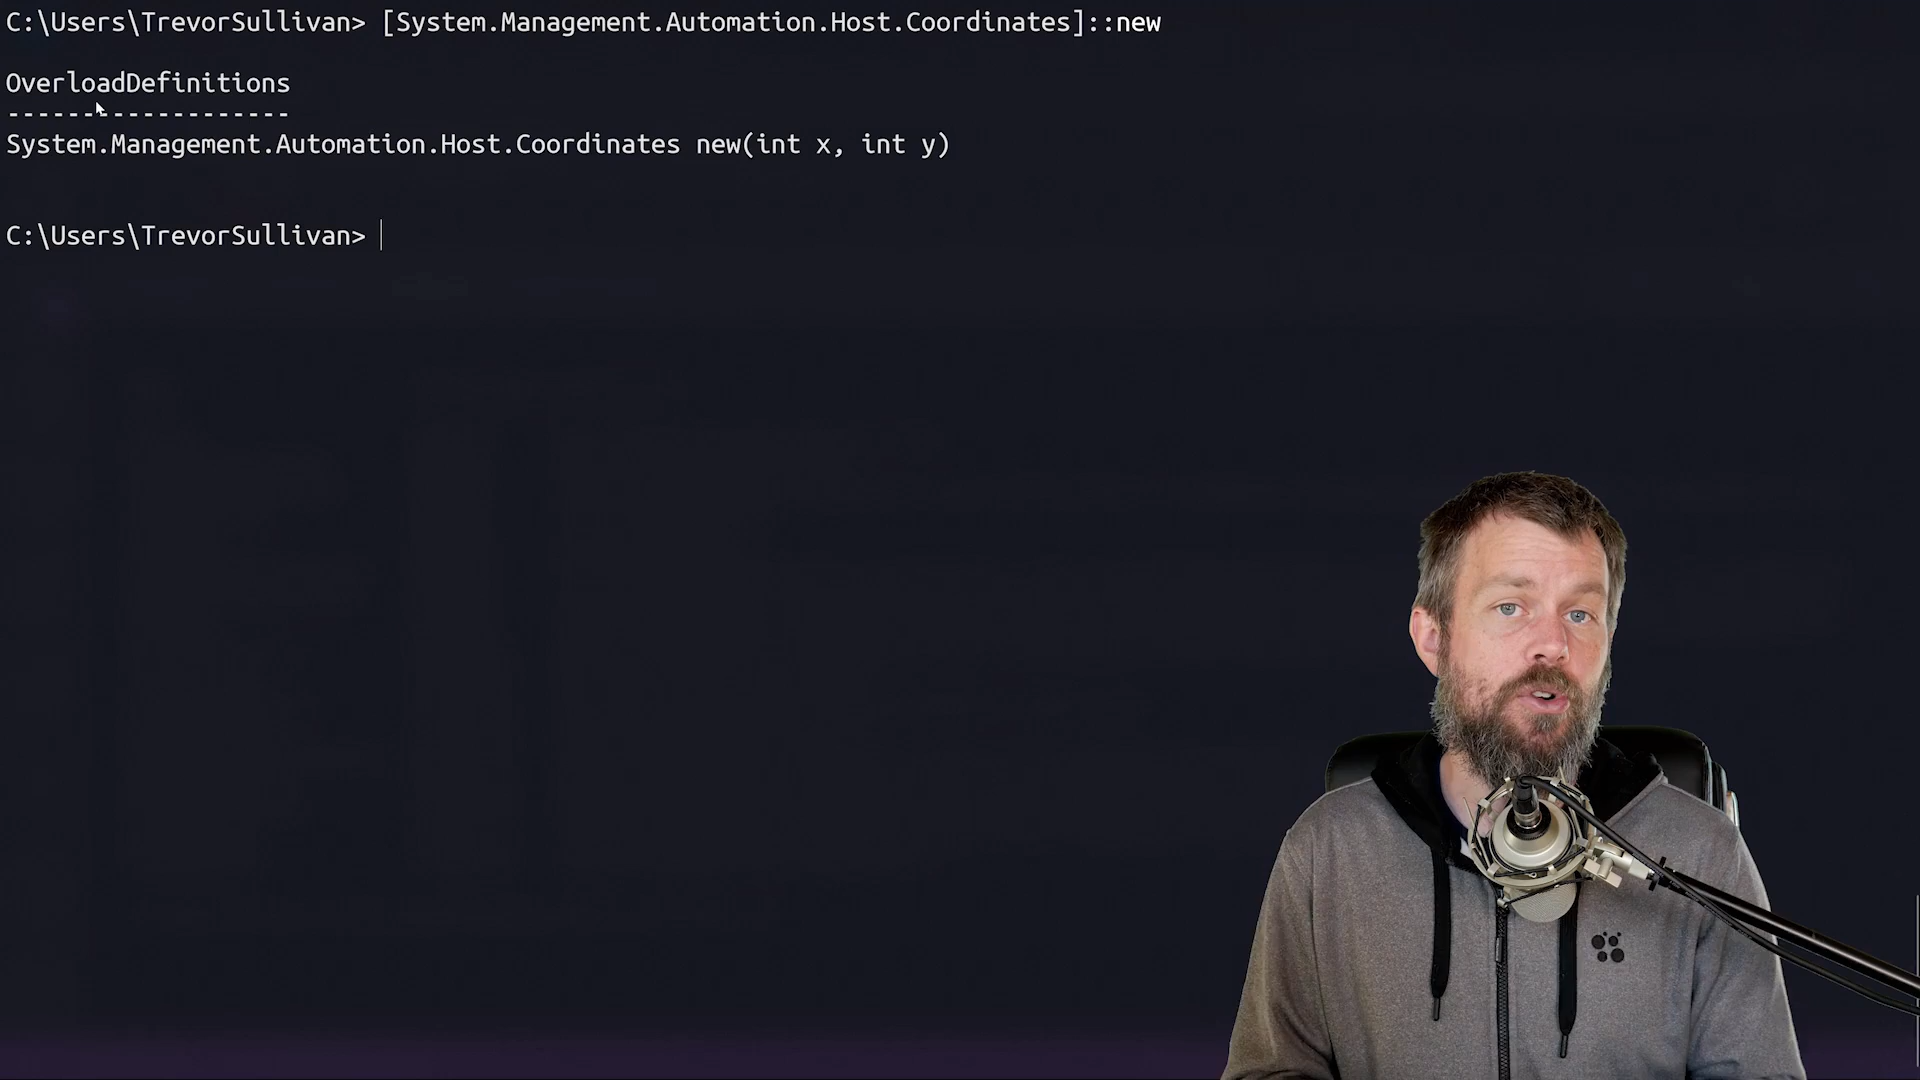 C:\Users\TrevorSullivan> [System.Management.Automation.Host.Coordinates]::new
OverloadDefinitions
-------------------
System.Management.Automation.Host.Coordinates new(int x, int y)
C:\Users\TrevorSullivan>